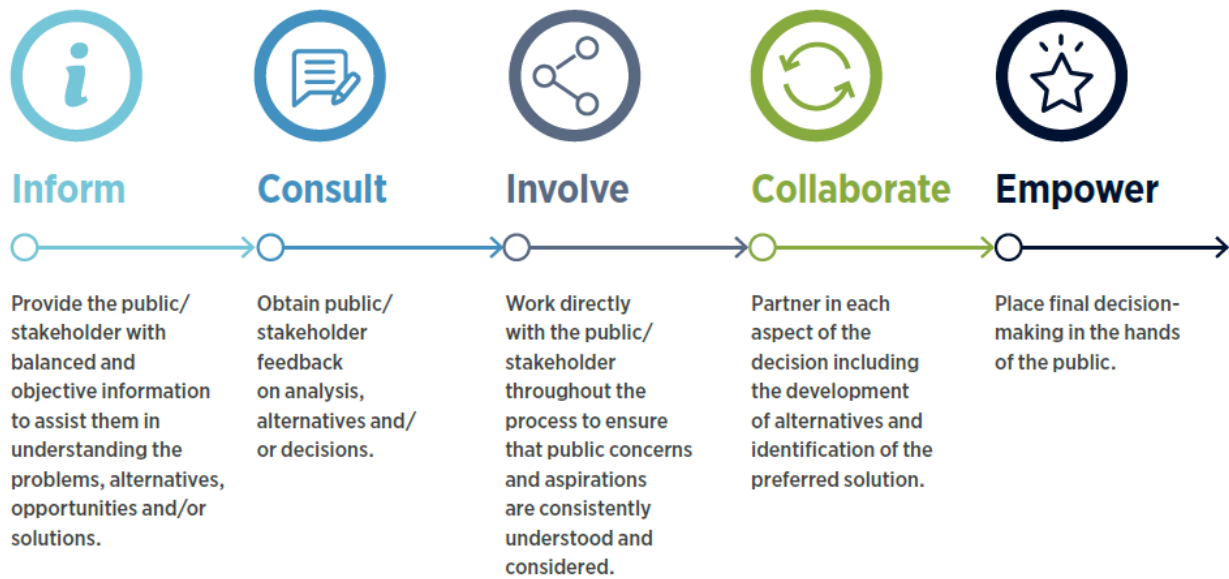 Inform
Provide the public/
stakeholder with
balanced and
objective information
to assist them in
understanding the
problems, alternatives,
opportunities and/or
solutions.
Consult
Obtain public/
stakeholder
feedback
on analysis,
alternatives and/
or decisions.
Involve
Work directly
with the public/
stakeholder
throughout the
process to ensure
that public concerns
and aspirations
are consistently
understood and
considered.
Collaborate
Partner in each
aspect of the
decision including
the development
of alternatives and
identification of the
preferred solution.
Empower
Place final decision-
making in the hands
of the public.